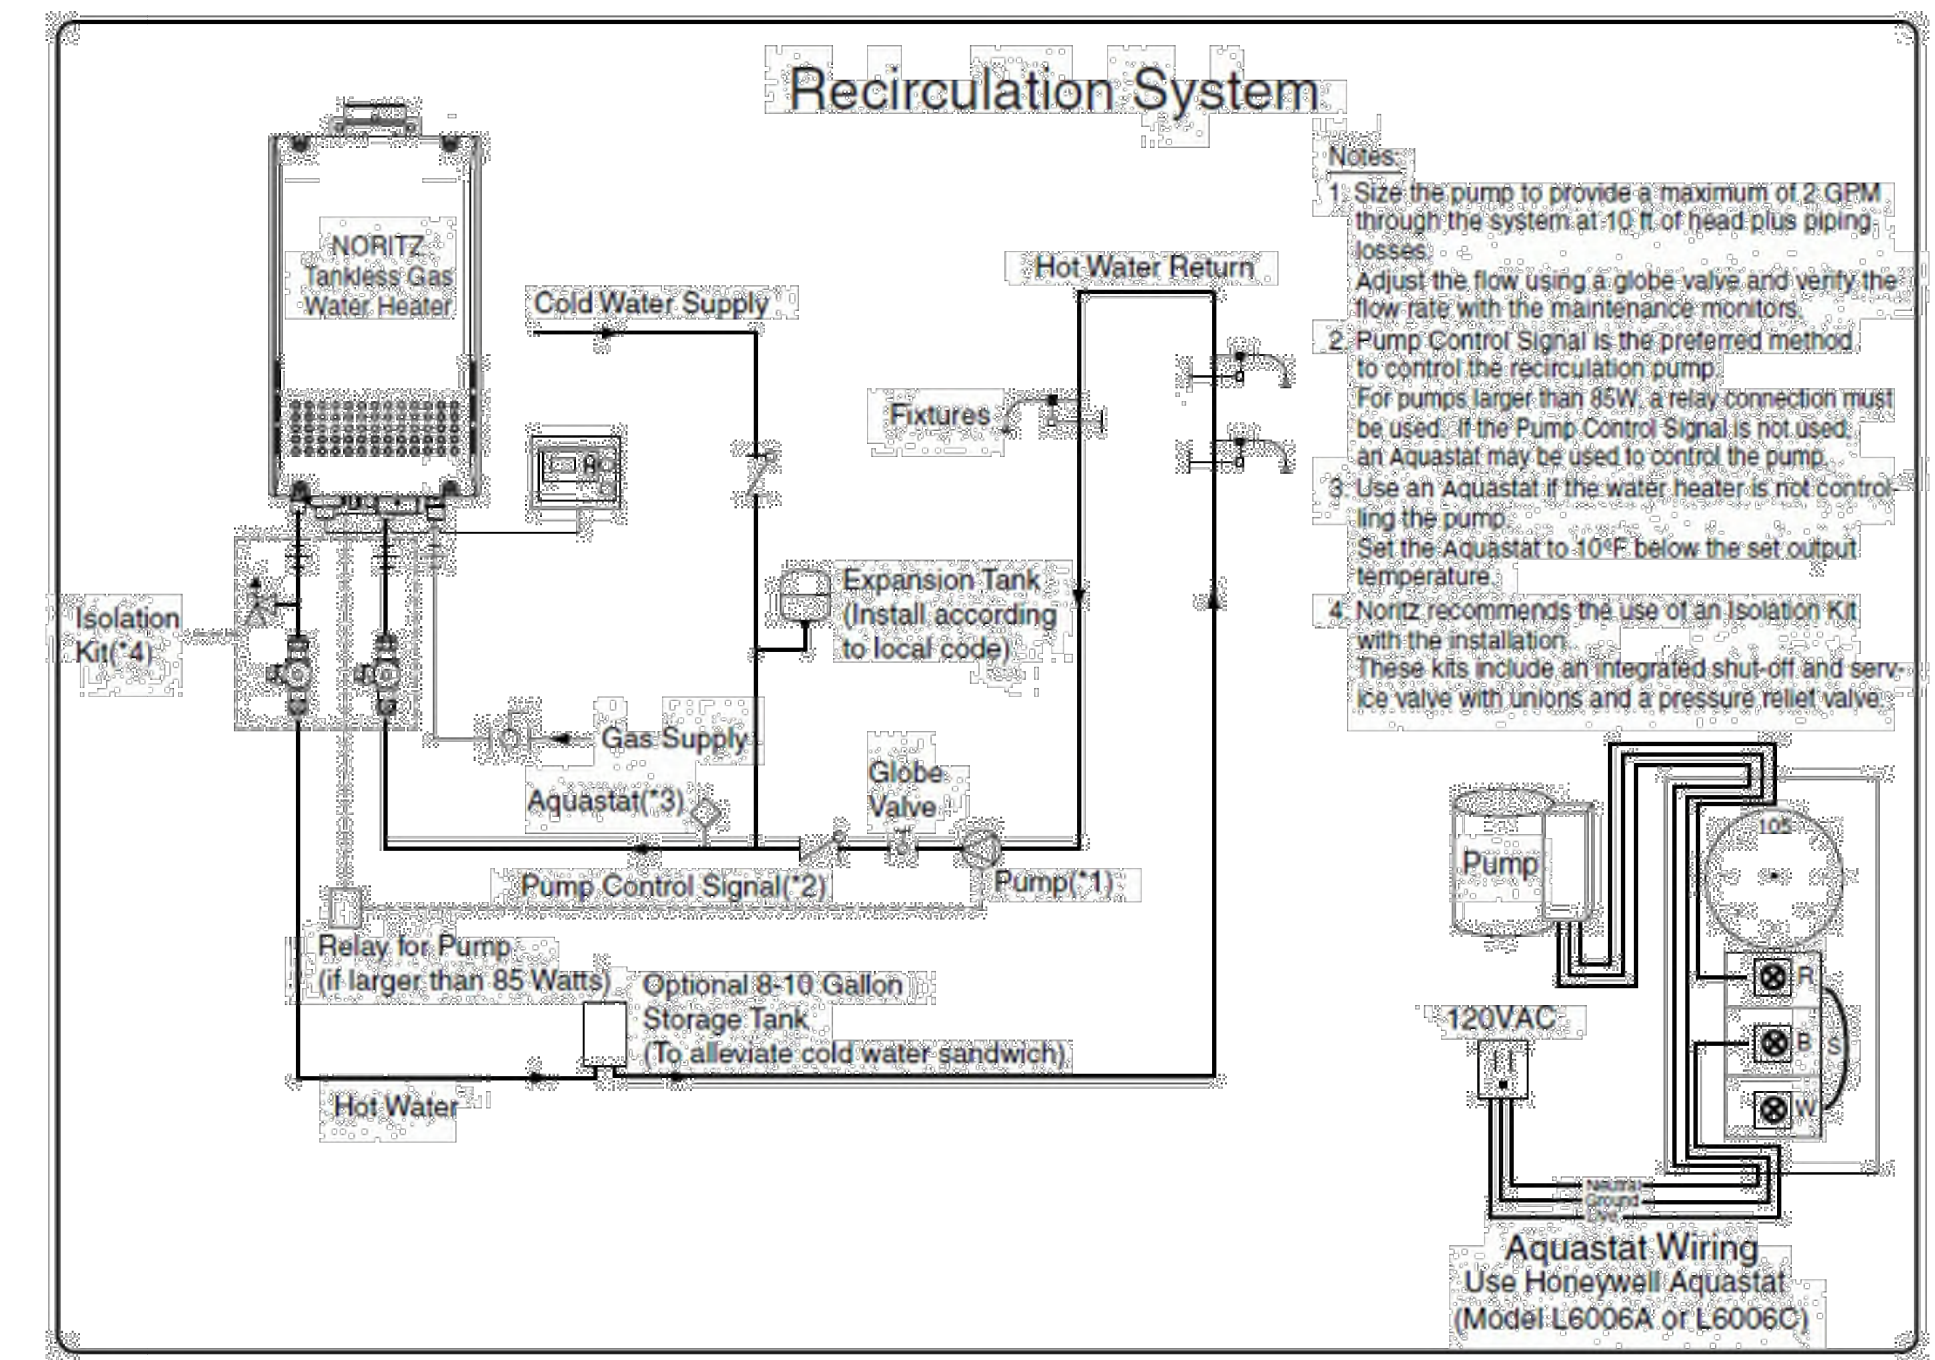 Recirculation System
NORITZ
Tankless Gas
Water Heater
Cold Water Supply
Hot Water Return
Fixtures
Expansion Tank
(Install according
to local code)
Isolation
Kit(*4)
Gas Supply
Aquastat(*3)
Globe
Valve
Pump Control Signal(*2)
Pump(*1)
Relay for Pump
(if larger than 85 Watts)
Optional 8-10 Gallon
Storage Tank
(To alleviate cold water sandwich)
Hot Water
Notes:
1. Size the pump to provide a maximum of 2 GPM
through the system at 10 ft of head plus piping
losses.
Adjust the flow using a globe valve and verify the
flow rate with the maintenance monitors.
2. Pump Control Signal is the preferred method
to control the recirculation pump.
For pumps larger than 85W, a relay connection must
be used. If the Pump Control Signal is not used,
an Aquastat may be used to control the pump.
3. Use an Aquastat if the water heater is not control-
ling the pump.
Set the Aquastat to 10°F below the set output
temperature.
4. Noritz recommends the use of an Isolation Kit
with the installation.
These kits include an integrated shut-off and serv-
ice valve with unions and a pressure relief valve.
Pump
105
R
B
S
W
120VAC
Neutral
Ground
Live
Aquastat Wiring
Use Honeywell Aquastat
(Model L6006A or L6006C)